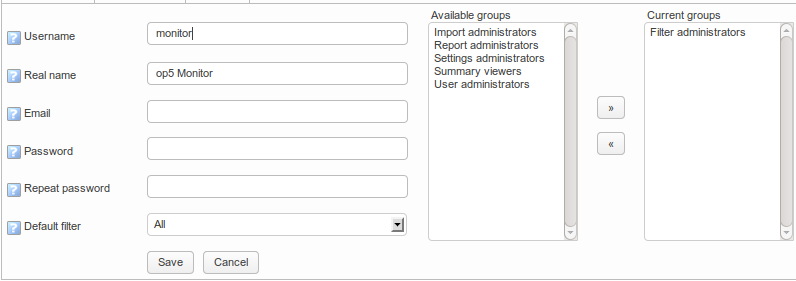 Username
monitor
Real name
op5 Monitor
Email
Password
Repeat password
Default filter
All
Save
Cancel
Available groups
Import administrators
Report administrators
Settings administrators
Summary viewers
User administrators
»
«
Current groups
Filter administrators